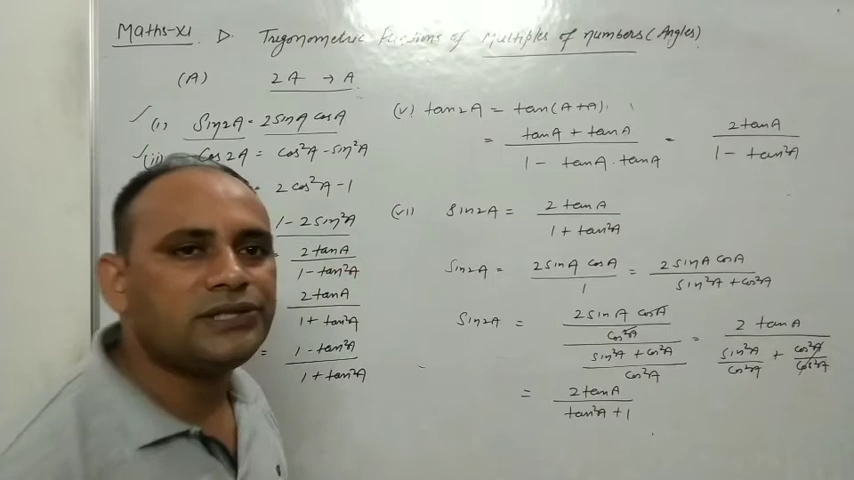 Maths-XI. D. Trigonometric functions of Multiples of numbers (Angles)
(A) 2A → A
(i) Sin2A = 2sinA cosA
(ii) Cos2A = cos²A - sin²A
= 2cos²A - 1
1 - 2sin²A
= 2tanA / 1 - tan²A
2tanA / 1 + tan²A
= 1 - tan²A / 1 + tan²A
(v) tan2A = tan(A+A).
= tanA + tanA / 1 - tanA . tanA = 2tanA / 1 - tan²A
(vi) Sin2A = 2tanA / 1 + tan²A
Sin2A = 2sinA cosA / 1 = 2sinA cosA / sin²A + cos²A
Sin2A = 2sinA cosA / cos²A / sin²A + cos²A / cos²A = 2 tanA / sin²A / cos²A + cos²A / cos²A
= 2tanA / tan²A + 1